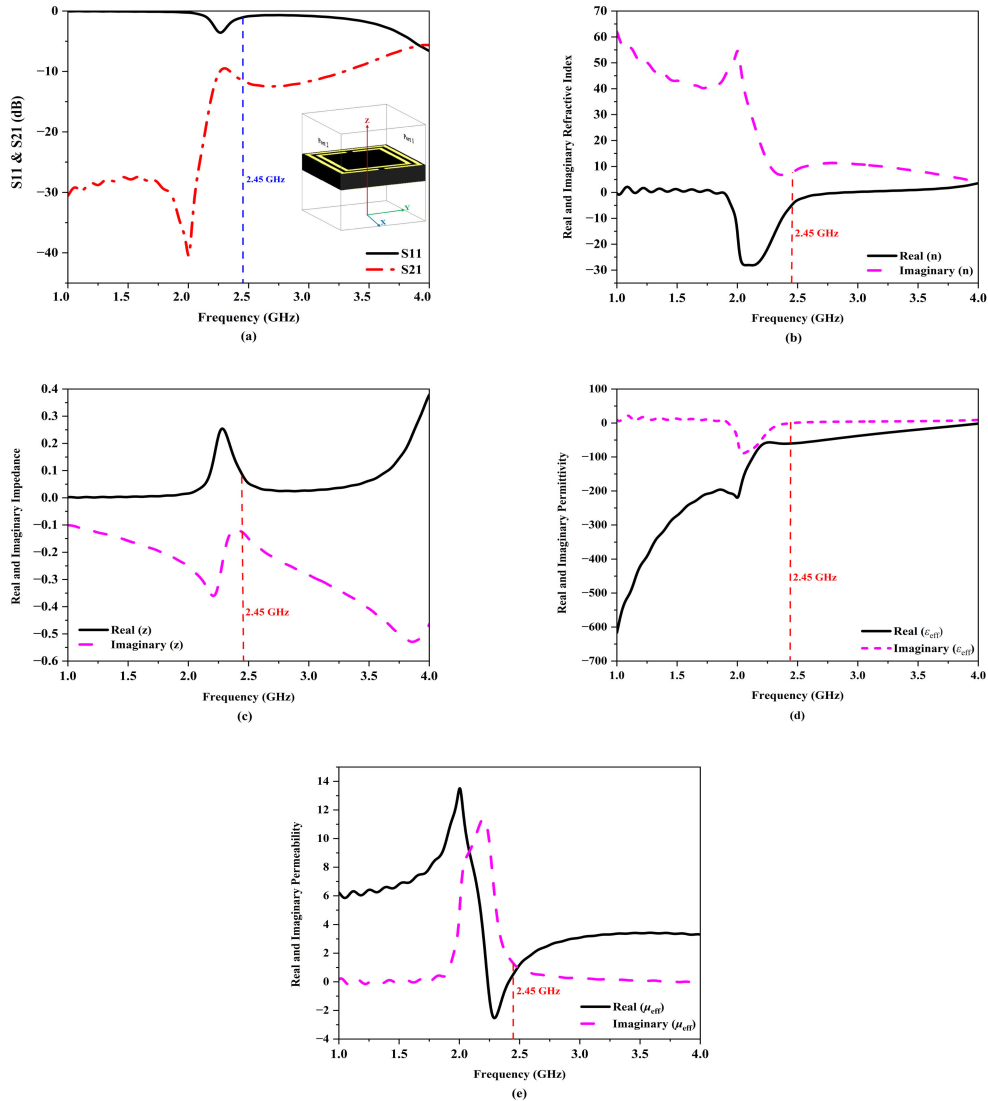 0
−10
−20
−30
−40
S11 & S21 (dB)
2.45 GHz
Z
Y
X
S11
S21
1.0 1.5 2.0 2.5 3.0 3.5 4.0
Frequency (GHz)
(a)
70
60
50
40
30
20
10
0
−10
−20
−30
Real and Imaginary Refractive Index
2.45 GHz
Real (n)
Imaginary (n)
1.0 1.5 2.0 2.5 3.0 3.5 4.0
Frequency (GHz)
(b)
0.4
0.3
0.2
0.1
0.0
−0.1
−0.2
−0.3
−0.4
−0.5
−0.6
Real and Imaginary Impedance
2.45 GHz
Real (z)
Imaginary (z)
1.0 1.5 2.0 2.5 3.0 3.5 4.0
Frequency (GHz)
(c)
100
0
−100
−200
−300
−400
−500
−600
−700
Real and Imaginary Permittivity
2.45 GHz
Real (εeff)
Imaginary (εeff)
1.0 1.5 2.0 2.5 3.0 3.5 4.0
Frequency (GHz)
(d)
14
12
10
8
6
4
2
0
−2
−4
Real and Imaginary Permeability
2.45 GHz
Real (μeff)
Imaginary (μeff)
1.0 1.5 2.0 2.5 3.0 3.5 4.0
Frequency (GHz)
(e)